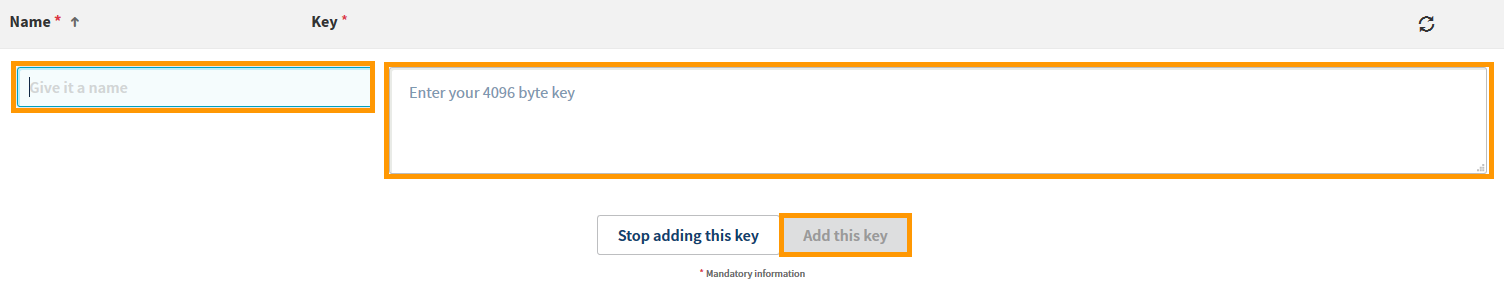 Name * ↑ Key *
Give it a name
Enter your 4096 byte key
Stop adding this key Add this key
* Mandatory information